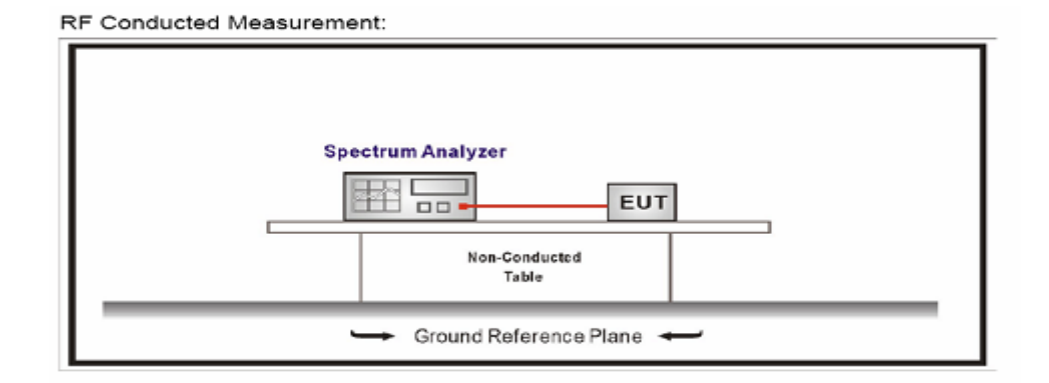 RF Conducted Measurement:
Spectrum Analyzer
EUT
Non-Conducted
Table
Ground Reference Plane